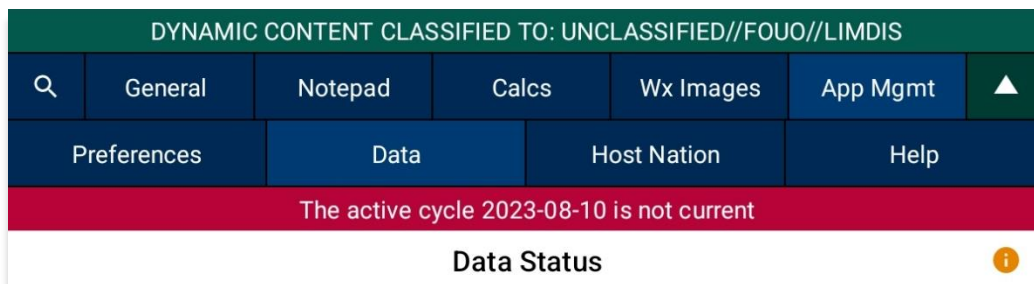 DYNAMIC CONTENT CLASSIFIED TO: UNCLASSIFIED//FOUO//LIMDIS
General Notepad Calcs Wx Images App Mgmt
Preferences Data Host Nation Help
The active cycle 2023-08-10 is not current
Data Status